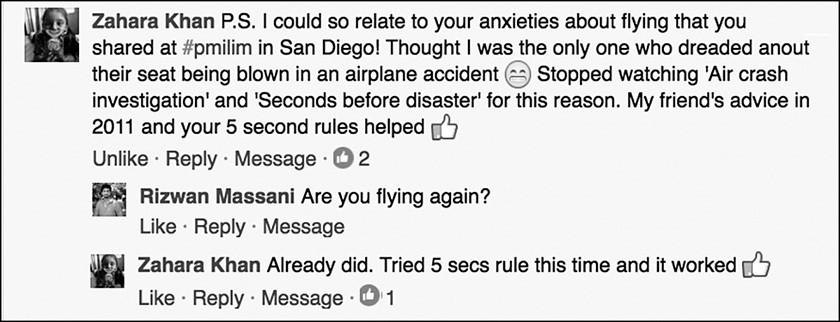 Zahara Khan P.S. I could so relate to your anxieties about flying that you
shared at #pmilim in San Diego! Thought I was the only one who dreaded anout
their seat being blown in an airplane accident 😁 Stopped watching 'Air crash
investigation' and 'Seconds before disaster' for this reason. My friend's advice in
2011 and your 5 second rules helped 👍
Unlike · Reply · Message · 👍 2
Rizwan Massani Are you flying again?
Like · Reply · Message
Zahara Khan Already did. Tried 5 secs rule this time and it worked 👍
Like · Reply · Message · 👍 1